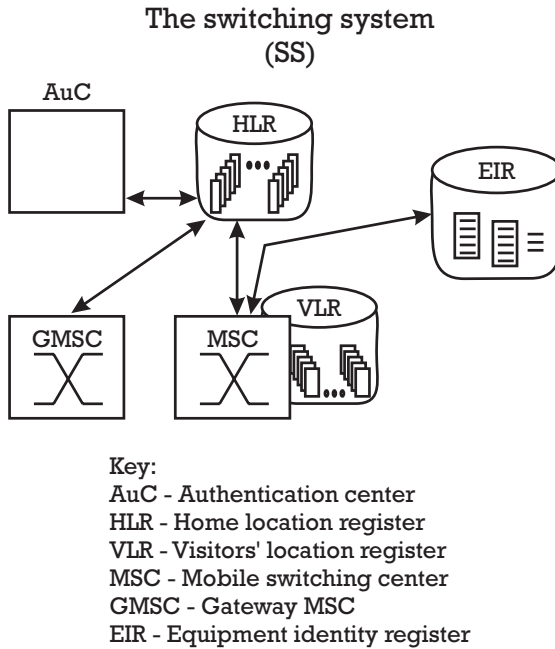 The switching system
(SS)
AuC
HLR
EIR
GMSC
MSC
VLR
Key:
AuC - Authentication center
HLR - Home location register
VLR - Visitors' location register
MSC - Mobile switching center
GMSC - Gateway MSC
EIR - Equipment identity register